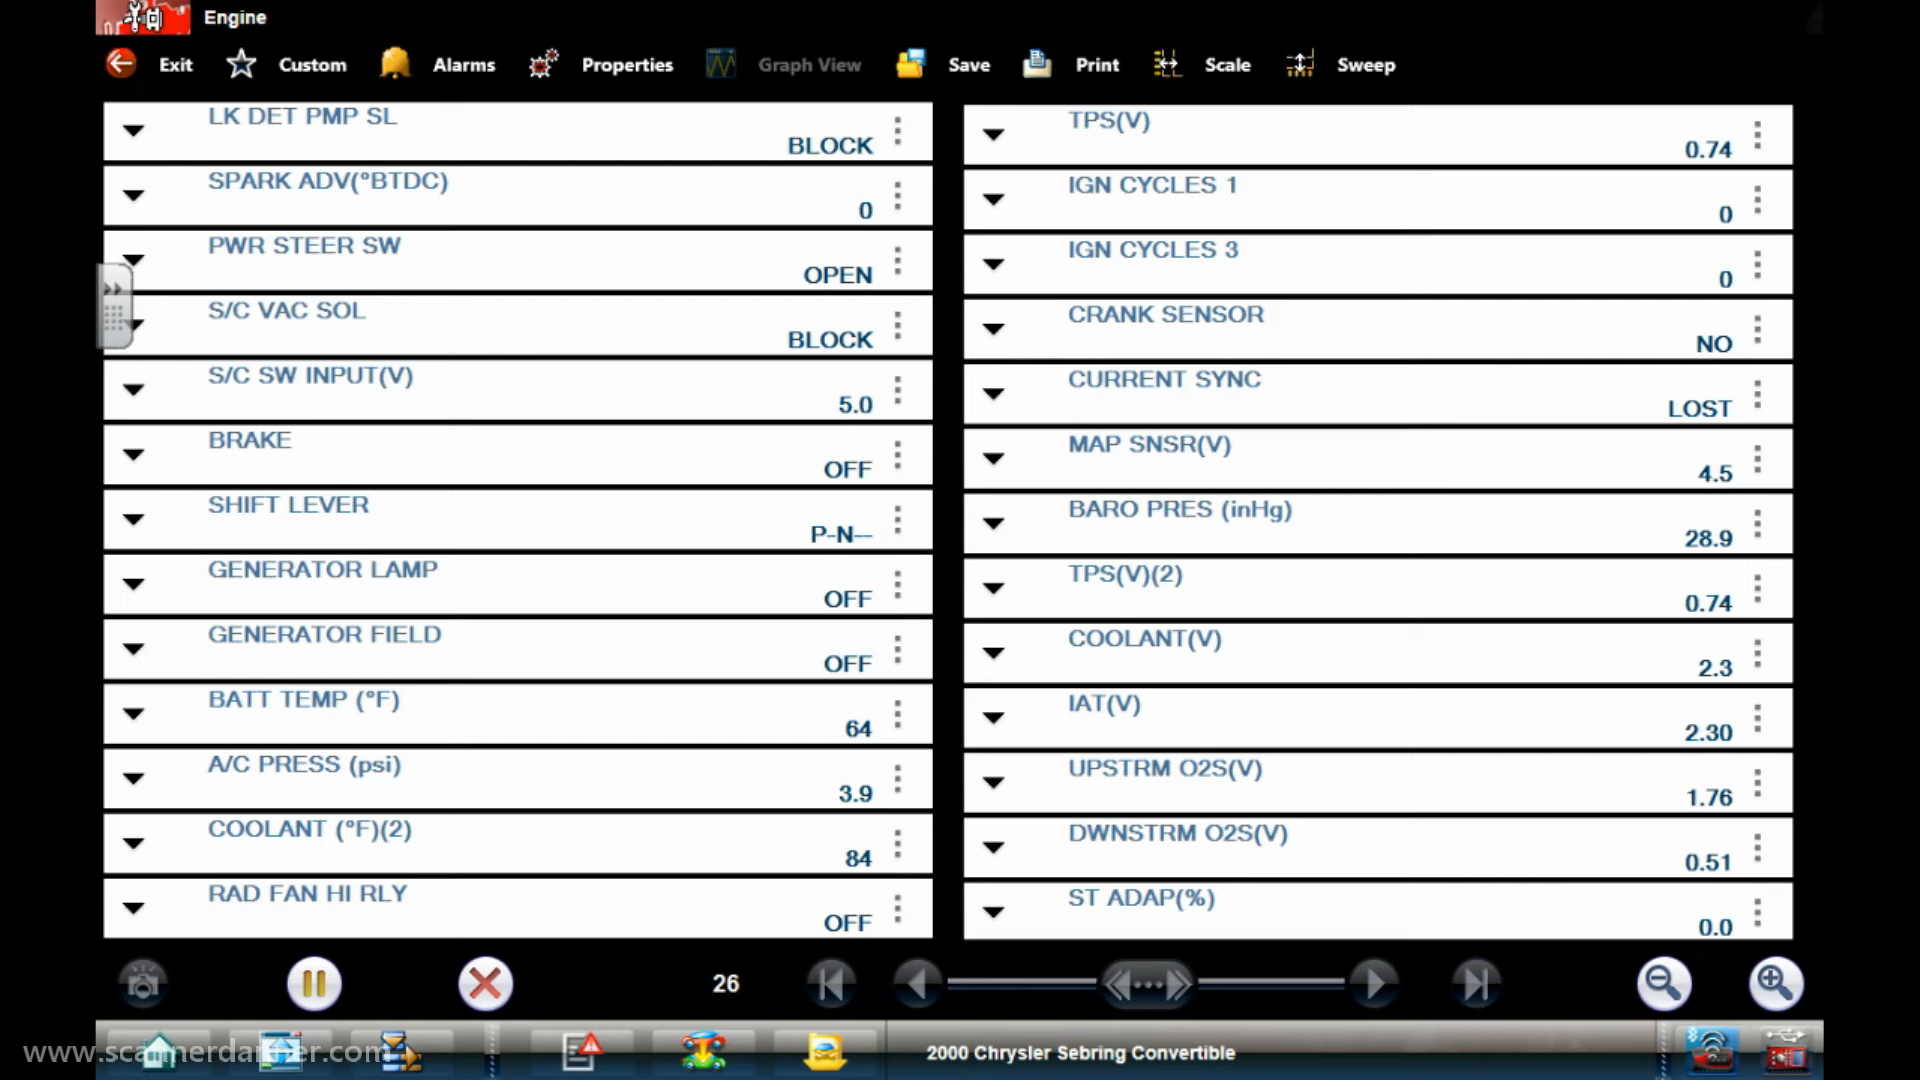 Engine
Exit Custom Alarms Properties Graph View Save Print Scale Sweep
LK DET PMP SL
BLOCK
SPARK ADV(°BTDC)
0
PWR STEER SW
OPEN
S/C VAC SOL
BLOCK
S/C SW INPUT(V)
5.0
BRAKE
OFF
SHIFT LEVER
P-N--
GENERATOR LAMP
OFF
GENERATOR FIELD
OFF
BATT TEMP (°F)
64
A/C PRESS (psi)
3.9
COOLANT (°F)(2)
84
RAD FAN HI RLY
OFF
TPS(V)
0.74
IGN CYCLES 1
0
IGN CYCLES 3
0
CRANK SENSOR
NO
CURRENT SYNC
LOST
MAP SNSR(V)
4.5
BARO PRES (inHg)
28.9
TPS(V)(2)
0.74
COOLANT(V)
2.3
IAT(V)
2.30
UPSTRM O2S(V)
1.76
DWNSTRM O2S(V)
0.51
ST ADAP(%)
0.0
26
www.scannerdanner.com
2000 Chrysler Sebring Convertible